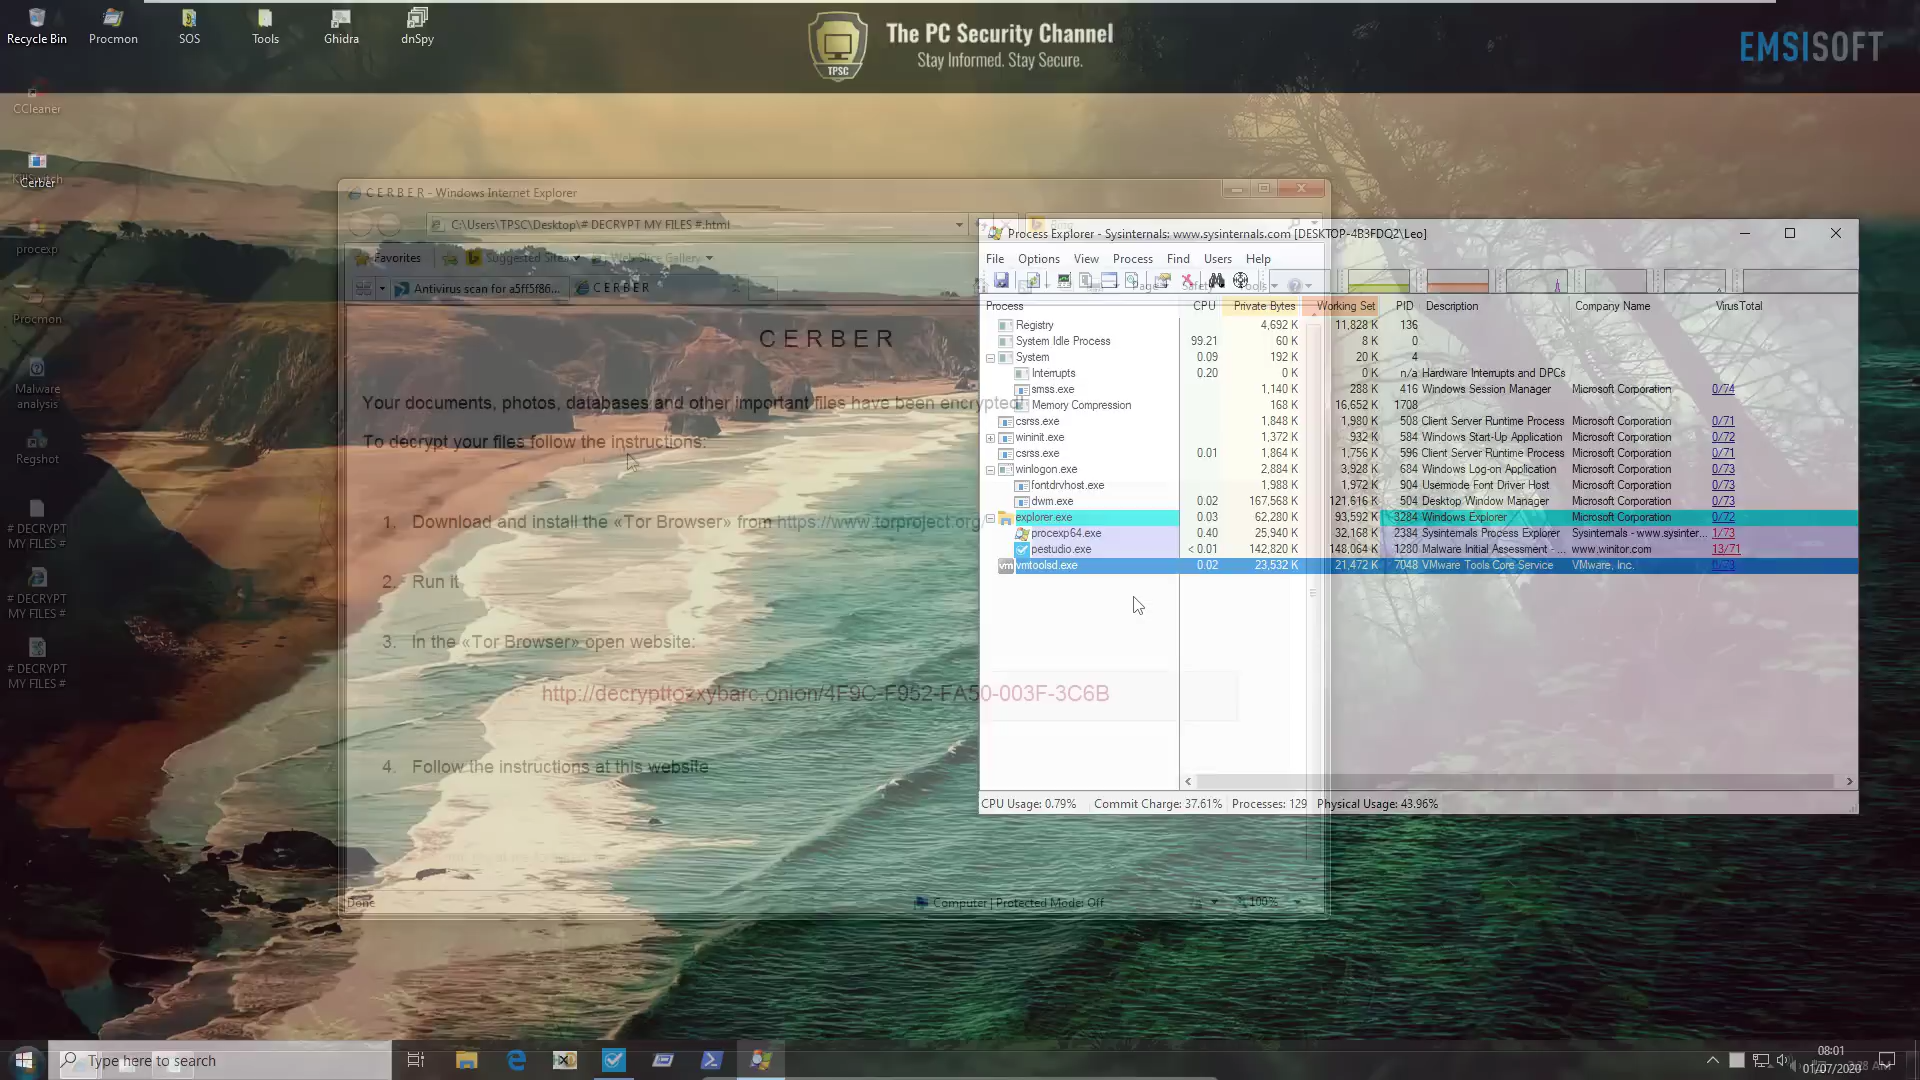 Recycle Bin
Procmon
SOS
Tools
Ghidra
dnSpy
The PC Security Channel
Stay Informed. Stay Secure.
TPSC
EMSISOFT
CCleaner
Cerber
procexp
Procmon
Malware
analysis
Regshot
# DECRYPT
MY FILES #
# DECRYPT
MY FILES #
# DECRYPT
MY FILES #
C E R B E R - Windows Internet Explorer
C:\Users\TPSC\Desktop\# DECRYPT MY FILES #.html
Favorites
Suggested Sites
Web Slice Gallery
Antivirus scan for a5ff5f86...
C E R B E R
C E R B E R
Your documents, photos, databases and other important files have been encrypted!
To decrypt your files follow the instructions:
1. Download and install the «Tor Browser» from https://www.torproject.org/
2. Run it
3. In the «Tor Browser» open website:
4. Follow the instructions at this website
Done
Computer | Protected Mode: Off
100%
Process Explorer - Sysinternals: www.sysinternals.com [DESKTOP-4B3FDQ2\Leo]
File Options View Process Find Users Help
Process CPU Private Bytes Working Set PID Description Company Name VirusTotal
Registry 4,692 K 11,828 K 136
System Idle Process 99.21 60 K 8 K 0
System 0.09 192 K 20 K 4
Interrupts 0.20 0 K 0 K n/a Hardware Interrupts and DPCs
smss.exe 1,140 K 288 K 416 Windows Session Manager Microsoft Corporation 0/74
Memory Compression 168 K 16,652 K 1708
csrss.exe 1,848 K 1,980 K 508 Client Server Runtime Process Microsoft Corporation 0/71
wininit.exe 1,372 K 932 K 584 Windows Start-Up Application Microsoft Corporation 0/72
csrss.exe 0.01 1,864 K 1,756 K 596 Client Server Runtime Process Microsoft Corporation 0/71
winlogon.exe 2,884 K 3,928 K 684 Windows Log-on Application Microsoft Corporation 0/73
fontdrvhost.exe 1,988 K 1,972 K 904 Usermode Font Driver Host Microsoft Corporation 0/73
dwm.exe 0.02 167,568 K 121,616 K 504 Desktop Window Manager Microsoft Corporation 0/73
explorer.exe 0.03 62,280 K 93,592 K 3284 Windows Explorer Microsoft Corporation 0/72
procexp64.exe 0.40 25,940 K 32,168 K 2384 Sysinternals Process Explorer Sysinternals - www.sysinter... 1/73
pestudio.exe < 0.01 142,820 K 148,064 K 1280 Malware Initial Assessment - ... www.winitor.com 13/71
vmtoolsd.exe 0.02 23,532 K 21,472 K 7048 VMware Tools Core Service VMware, Inc. 0/73
CPU Usage: 0.79% Commit Charge: 37.61% Processes: 129 Physical Usage: 43.96%
Type here to search
08:01
01/07/2020